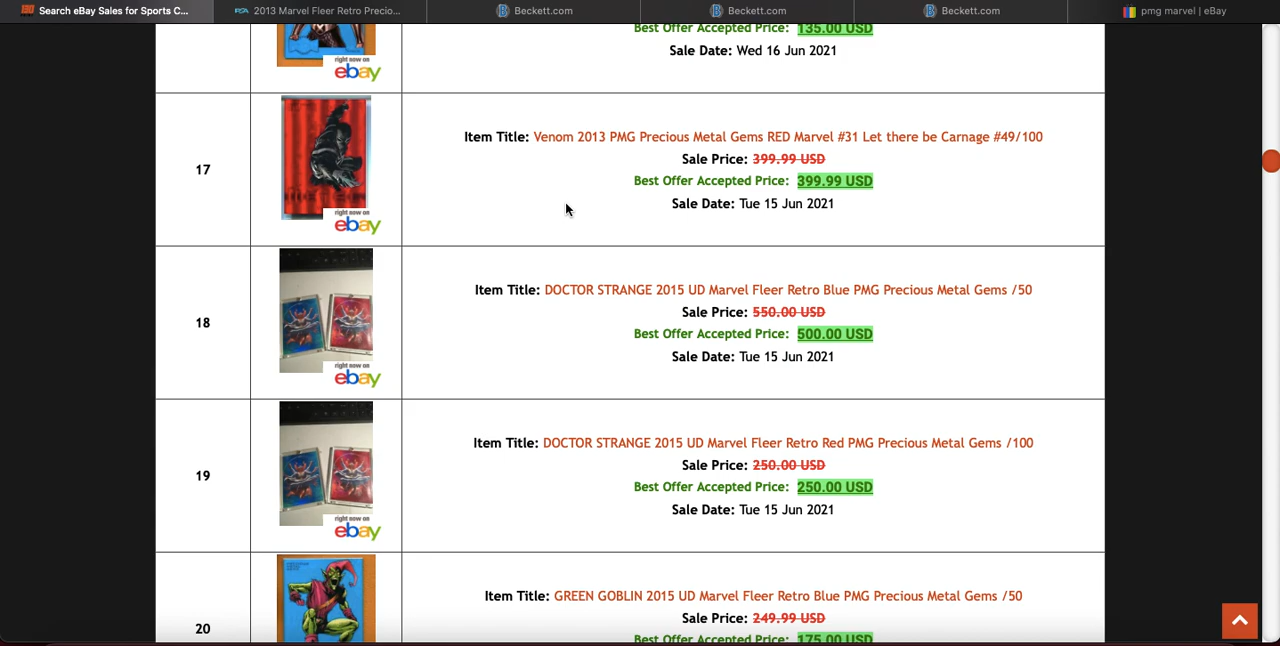 Search eBay Sales for Sports C...
PSA 2013 Marvel Fleer Retro Precio...
Beckett.com
Beckett.com
Beckett.com
pmg marvel | eBay
Best Offer Accepted Price: 135.00 USD
Sale Date: Wed 16 Jun 2021
right now on
ebay
17
Item Title: Venom 2013 PMG Precious Metal Gems RED Marvel #31 Let there be Carnage #49/100
Sale Price: 399.99 USD
Best Offer Accepted Price: 399.99 USD
Sale Date: Tue 15 Jun 2021
right now on
ebay
18
Item Title: DOCTOR STRANGE 2015 UD Marvel Fleer Retro Blue PMG Precious Metal Gems /50
Sale Price: 550.00 USD
Best Offer Accepted Price: 500.00 USD
Sale Date: Tue 15 Jun 2021
right now on
ebay
19
Item Title: DOCTOR STRANGE 2015 UD Marvel Fleer Retro Red PMG Precious Metal Gems /100
Sale Price: 250.00 USD
Best Offer Accepted Price: 250.00 USD
Sale Date: Tue 15 Jun 2021
right now on
ebay
20
Item Title: GREEN GOBLIN 2015 UD Marvel Fleer Retro Blue PMG Precious Metal Gems /50
Sale Price: 249.99 USD
Best Offer Accepted Price: 175.00 USD